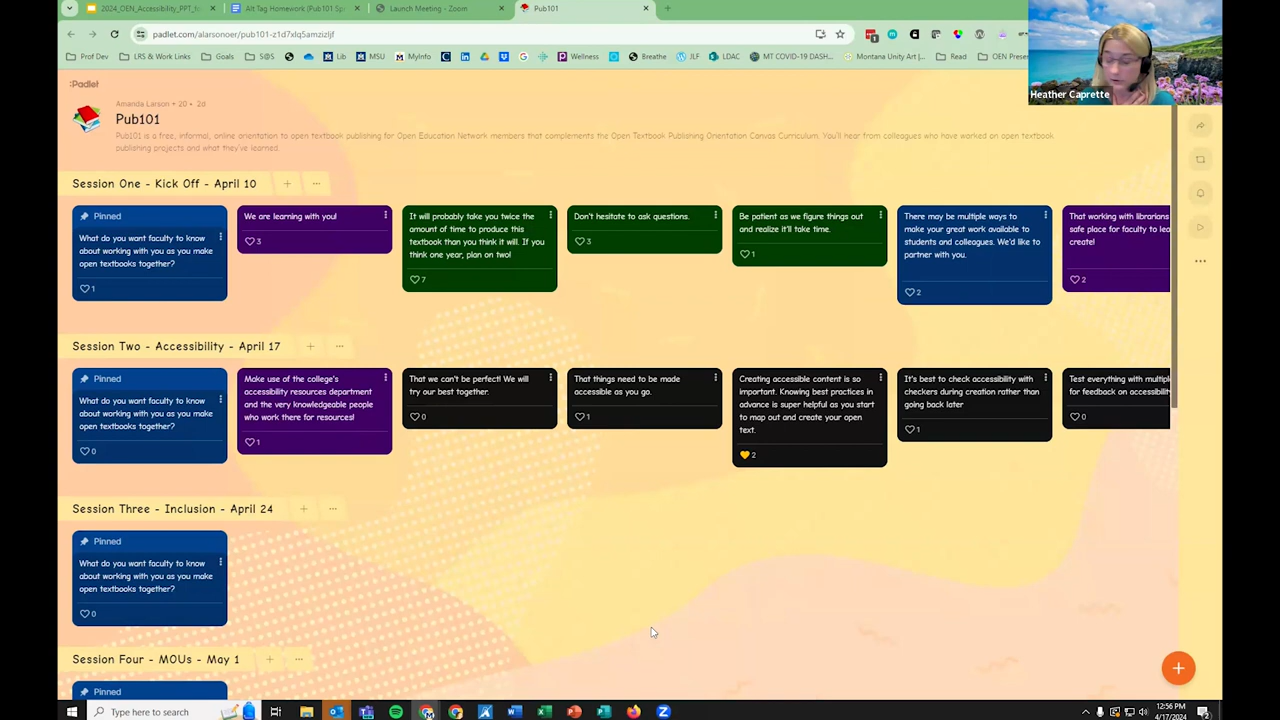 2024_OEN_Accessibility_PPT_fo
Alt Tag Homework (Pub101 Sp
Launch Meeting - Zoom
Pub101
padlet.com/alarsonoer/pub101-z1d7xlq5amzizljf
Prof Dev
LRS & Work Links
Goals
S@S
Lib
MSU
MyInfo
Wellness
Breathe
JLF
LDAC
MT COVID-19 DASH...
Montana Unity Art |
Read
OEN Prese
Heather Caprette
:Padlet
Amanda Larson + 20 • 2d
Pub101
Pub101 is a free, informal, online orientation to open textbook publishing for Open Education Network members that complements the Open Textbook Publishing Orientation Canvas Curriculum. You'll hear from colleagues who have worked on open textbook
publishing projects and what they've learned.
Session One - Kick Off - April 10
Pinned
What do you want faculty to know
about working with you as you make
open textbooks together?
1
We are learning with you!
3
It will probably take you twice the
amount of time to produce this
textbook than you think it will. If you
think one year, plan on two!
7
Don't hesitate to ask questions.
3
Be patient as we figure things out
and realize it'll take time.
1
There may be multiple ways to
make your great work available to
students and colleagues. We'd like to
partner with you.
2
That working with librarians
safe place for faculty to lea
create!
2
Session Two - Accessibility - April 17
Pinned
What do you want faculty to know
about working with you as you make
open textbooks together?
0
Make use of the college's
accessibility resources department
and the very knowledgeable people
who work there for resources!
1
That we can't be perfect! We will
try our best together.
0
That things need to be made
accessible as you go.
1
Creating accessible content is so
important. Knowing best practices in
advance is super helpful as you start
to map out and create your open
text.
2
It's best to check accessibility with
checkers during creation rather than
going back later
1
Test everything with multipl
for feedback on accessibilit
0
Session Three - Inclusion - April 24
Pinned
What do you want faculty to know
about working with you as you make
open textbooks together?
0
Session Four - MOUs - May 1
Pinned
Type here to search
12:56 PM
4/17/2024